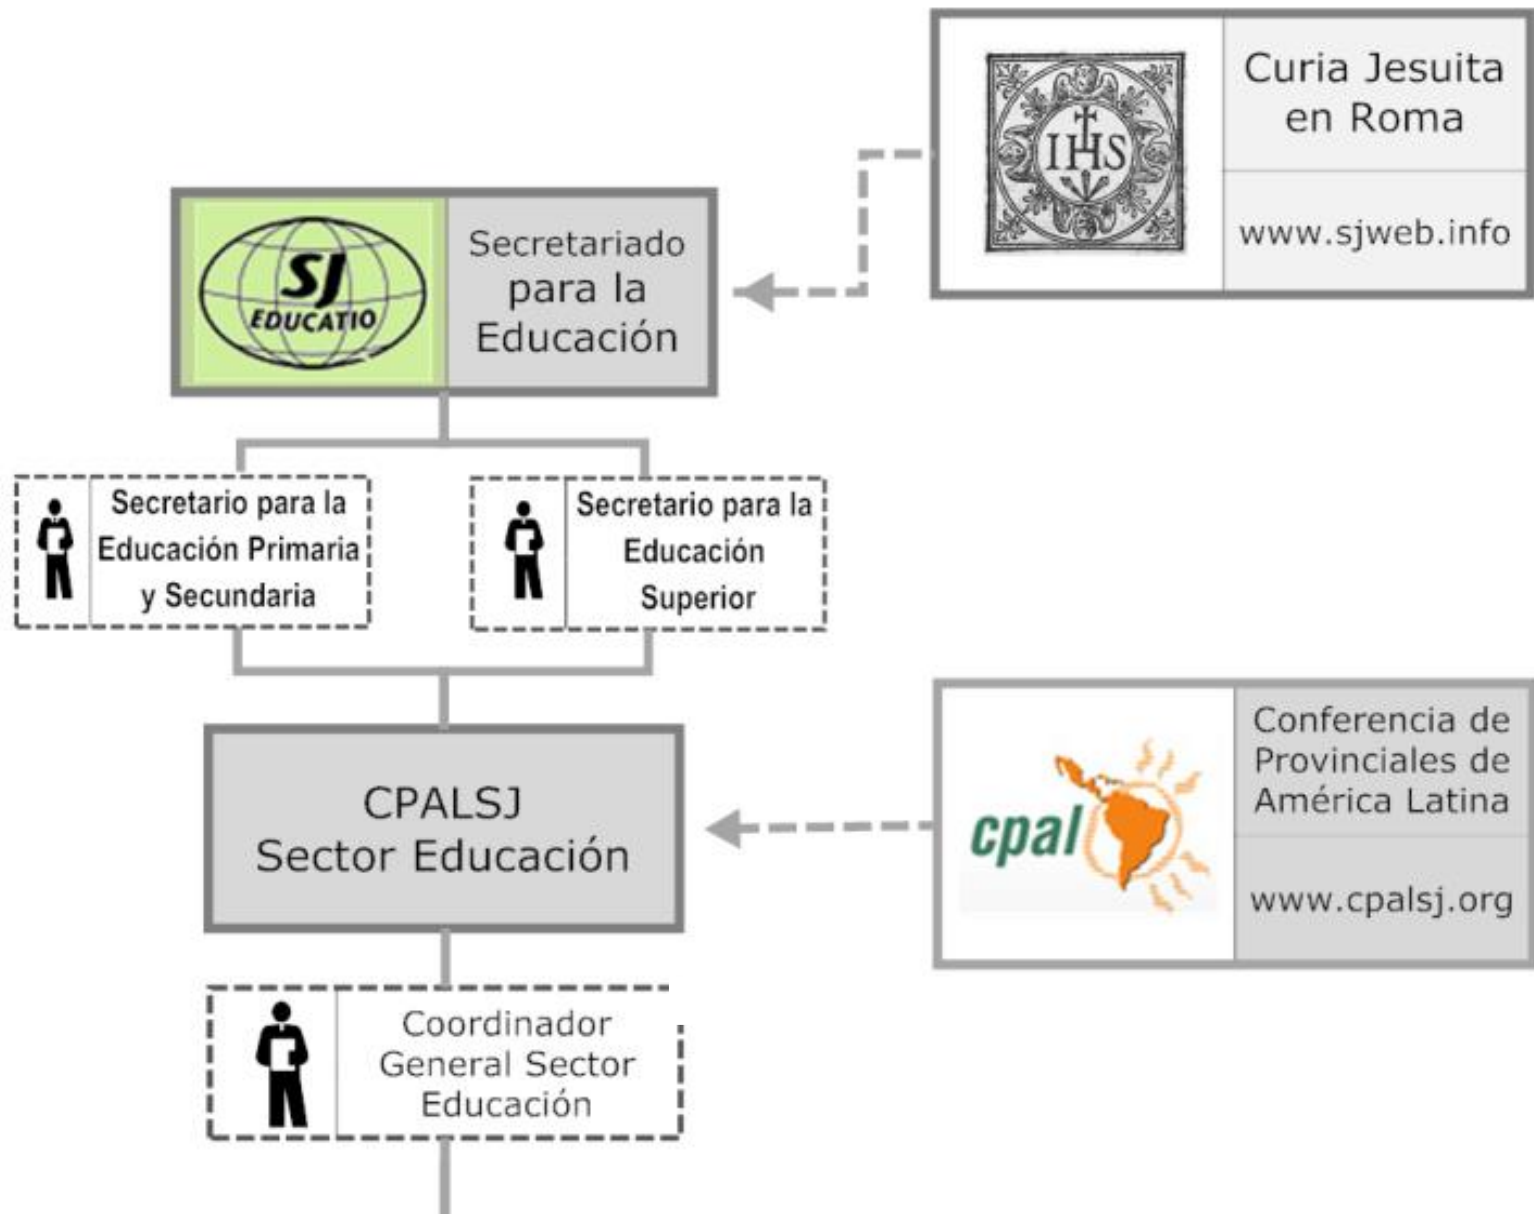 Curia Jesuita
en Roma
IHS
www.sjweb.info
SJ
EDUCATIO
Secretariado
para la
Educación
Secretario para la
Educación Primaria
y Secundaria
Secretario para la
Educación
Superior
CPALSJ
Sector Educación
cpal
Conferencia de
Provinciales de
América Latina
www.cpalsj.org
Coordinador
General Sector
Educación